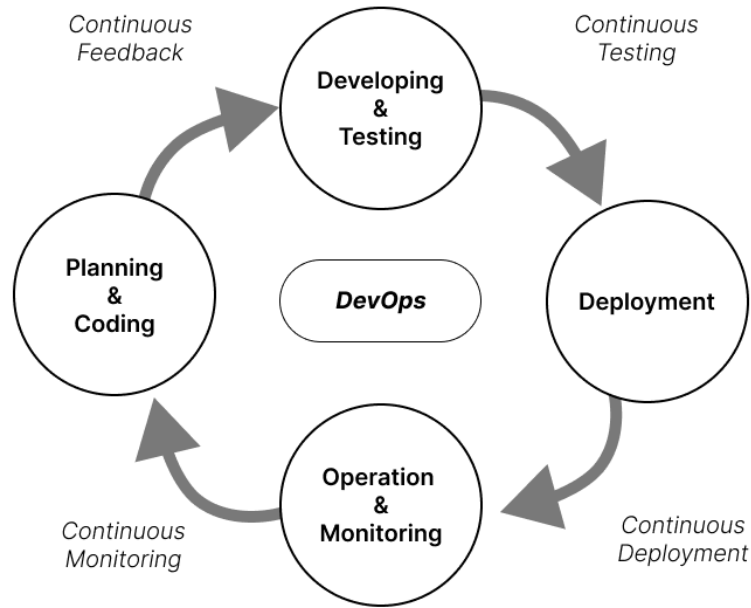 Continuous
Feedback
Continuous
Testing
Developing
&
Testing
Planning
&
Coding
DevOps
Deployment
Operation
&
Monitoring
Continuous
Monitoring
Continuous
Deployment